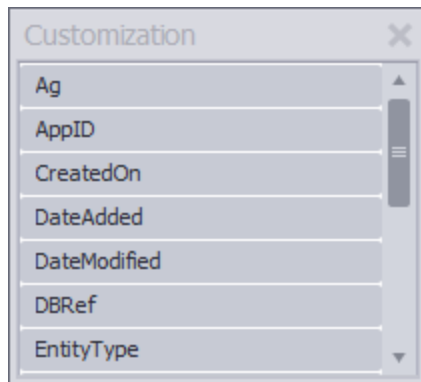 Customization
Ag
AppID
CreatedOn
DateAdded
DateModified
DBRef
EntityType